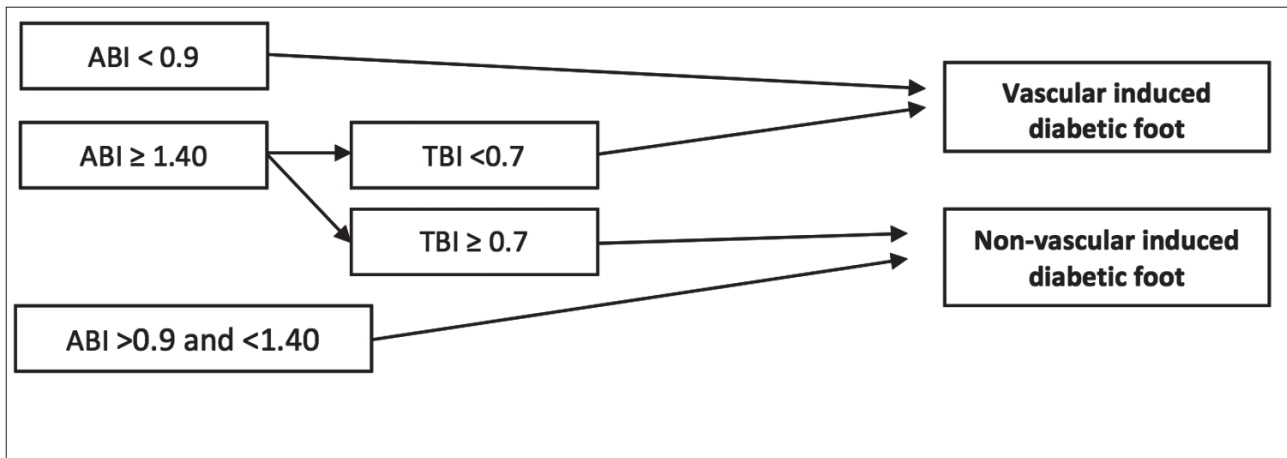 ABI < 0.9
Vascular induced
diabetic foot
ABI ≥ 1.40
TBI <0.7
TBI ≥ 0.7
Non-vascular induced
diabetic foot
ABI >0.9 and <1.40